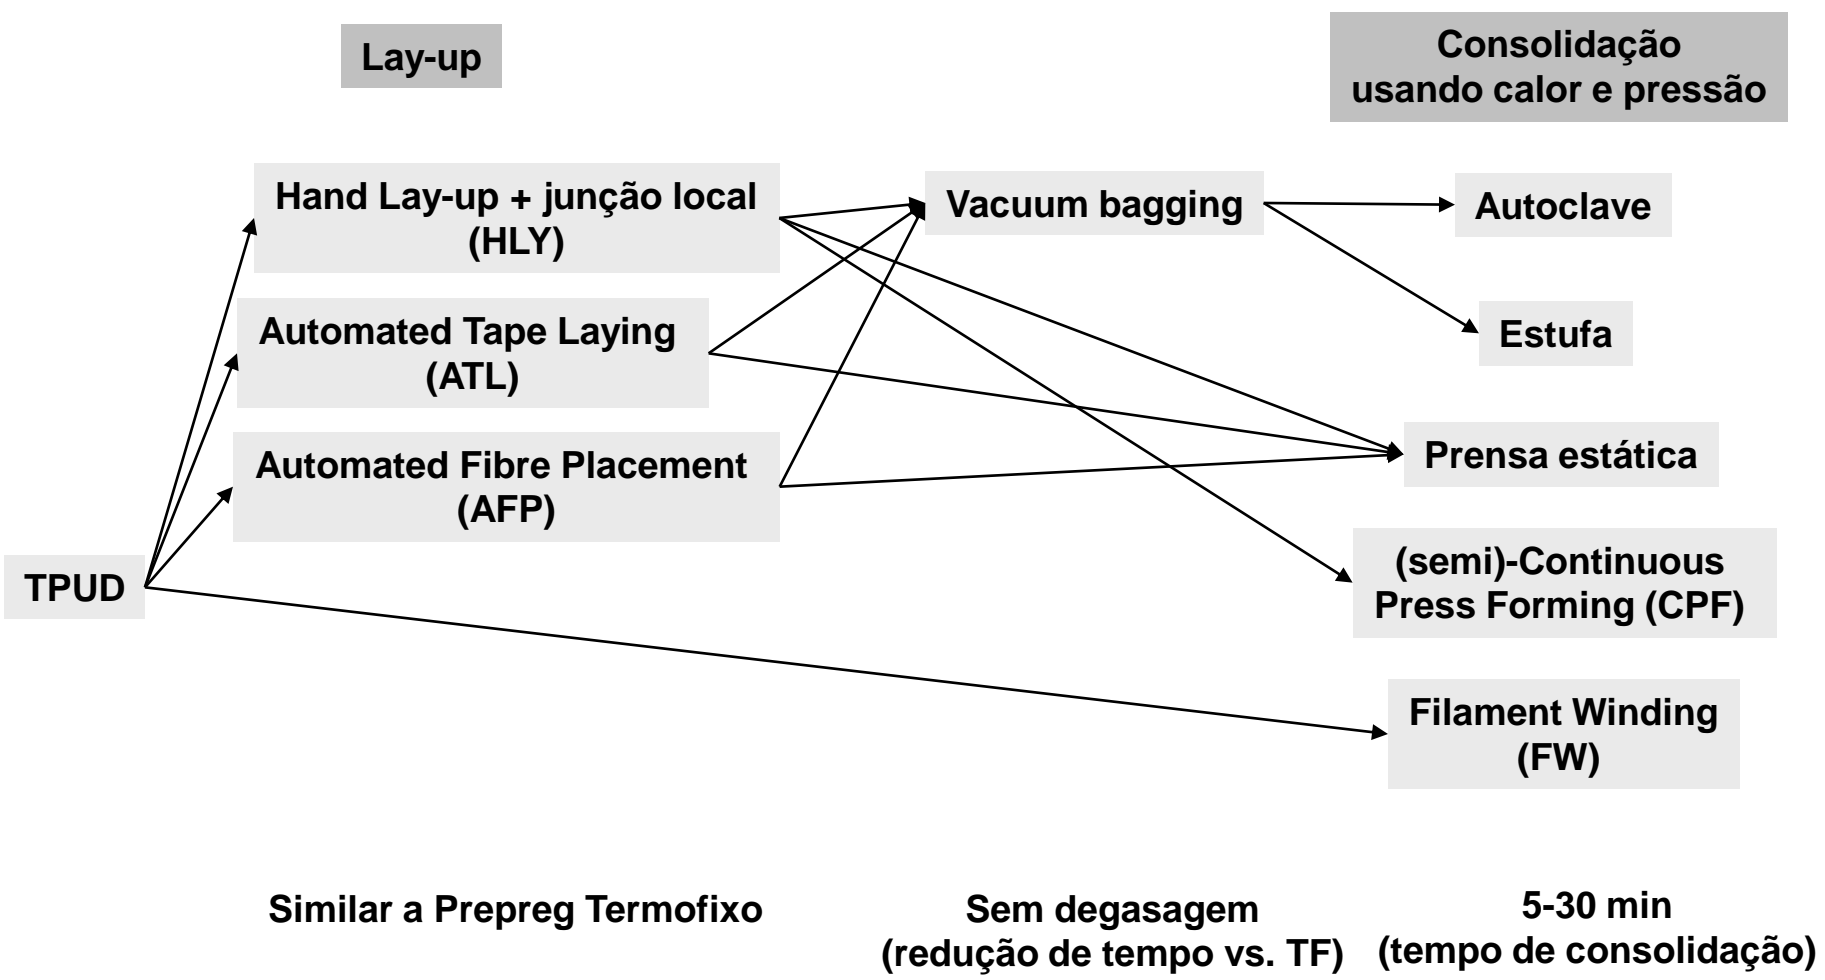 Lay-up
Consolidação
usando calor e pressão
Hand Lay-up + junção local
(HLY)
Vacuum bagging
Autoclave
Automated Tape Laying
(ATL)
Estufa
Automated Fibre Placement
(AFP)
Prensa estática
TPUD
(semi)-Continuous
Press Forming (CPF)
Filament Winding
(FW)
Similar a Prepreg Termofixo
Sem degasagem
(redução de tempo vs. TF)
5-30 min
(tempo de consolidação)